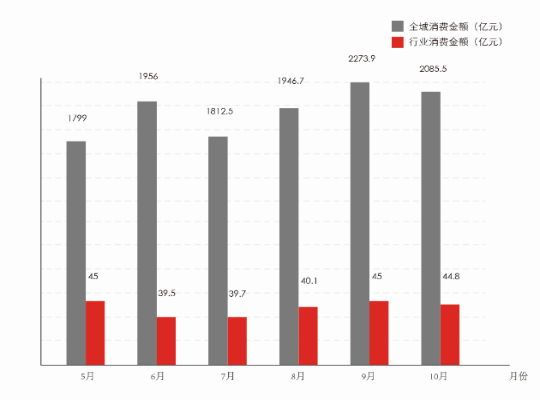 全域消费金额（亿元）
行业消费金额（亿元）
2273.9
2085.5
1956
1946.7
1812.5
1799
45
39.5
39.7
40.1
45
44.8
5月
6月
7月
8月
9月
10月
月份